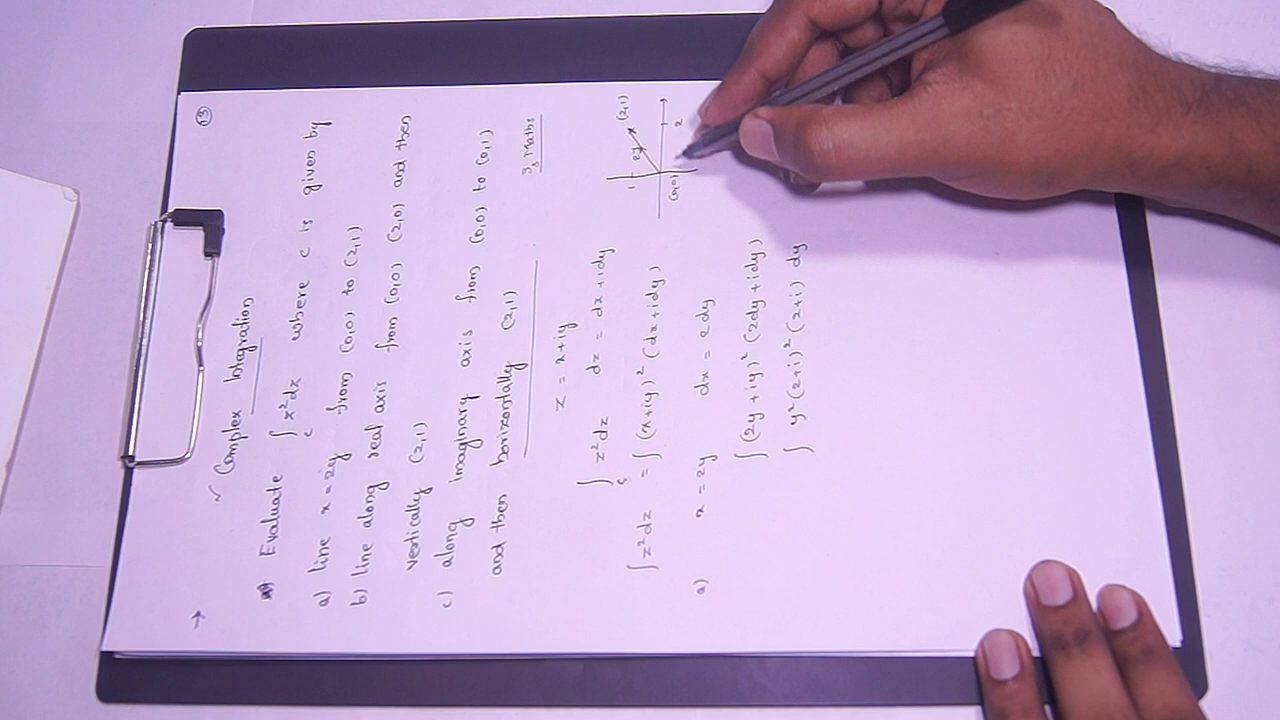 13
→ ✓ Complex Integration
* Evaluate ∫c z²dz where c is given by
a) line x = 2y from (0,0) to (2,1)
b) line along real axis from (0,0) (2,0) and then
vertically (2,1)
c) along imaginary axis from (0,0) to (0,1)
and then horizontally (2,1)
z = x+iy
∫c z²dz dz = dx+idy
∫z²dz = ∫(x+iy)² (dx+idy)
a) x = 2y dx = 2dy
∫(2y+iy)² (2dy+idy)
∫ y²(2+i)² (2+i) dy
1 2y (2,1)
(0,0) 2